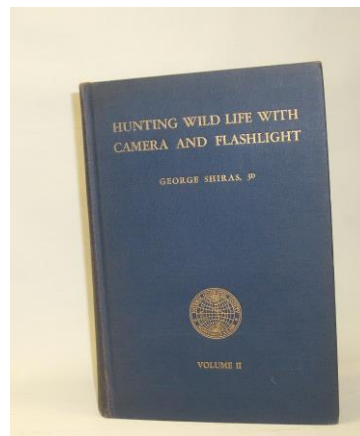 HUNTING WILD LIFE WITH
CAMERA AND FLASHLIGHT
GEORGE SHIRAS, 3D
VOLUME II